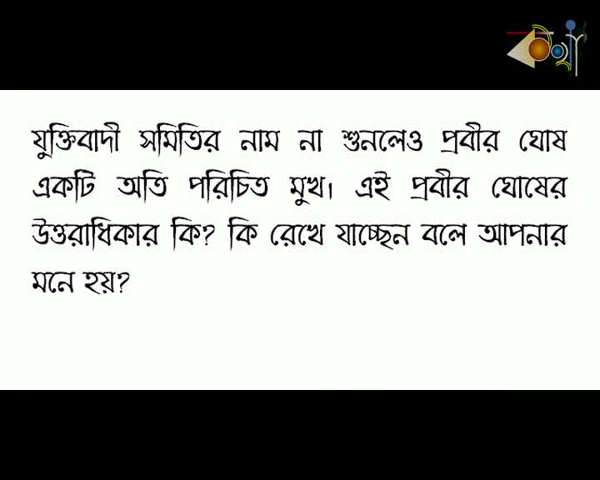 যুক্তিবাদী সমিতির নাম না শুনলেও প্রবীর ঘোষ
একটি অতি পরিচিত মুখ। এই প্রবীর ঘোষের
উত্তরাধিকার কি? কি রেখে যাচ্ছেন বলে আপনার
মনে হয়?